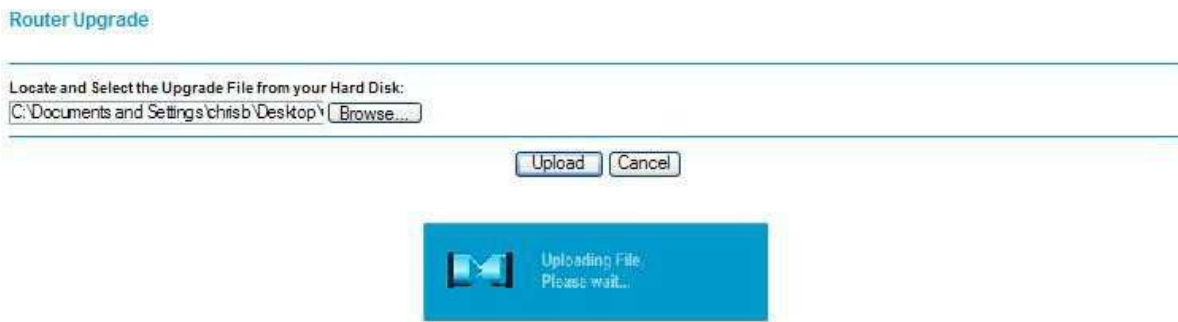 Router Upgrade
Locate and Select the Upgrade File from your Hard Disk:
C:\Documents and Settings\chrisb\Desktop\ Browse...
Upload Cancel
Uploading File
Please wait...